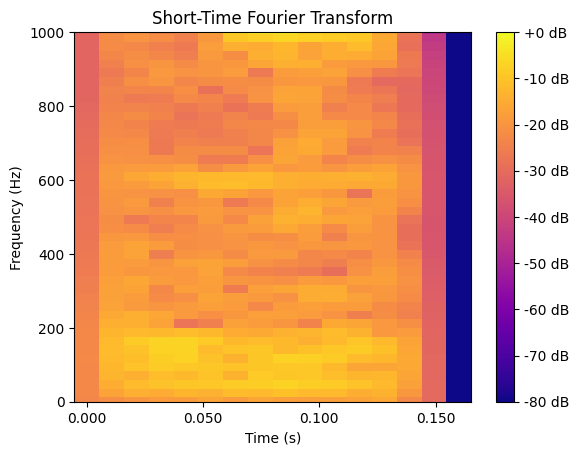 Short-Time Fourier Transform
1000
800
600
400
200
0
Frequency (Hz)
0.000
0.050
0.100
0.150
Time (s)
+0 dB
-10 dB
-20 dB
-30 dB
-40 dB
-50 dB
-60 dB
-70 dB
-80 dB